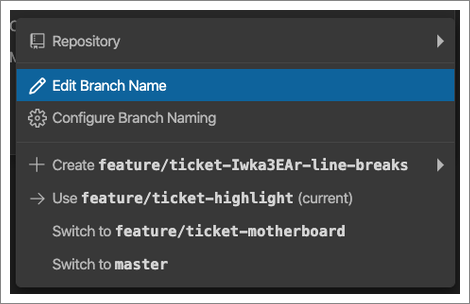 Repository
Edit Branch Name
Configure Branch Naming
Create feature/ticket-Iwka3EAr-line-breaks
Use feature/ticket-highlight (current)
Switch to feature/ticket-motherboard
Switch to master